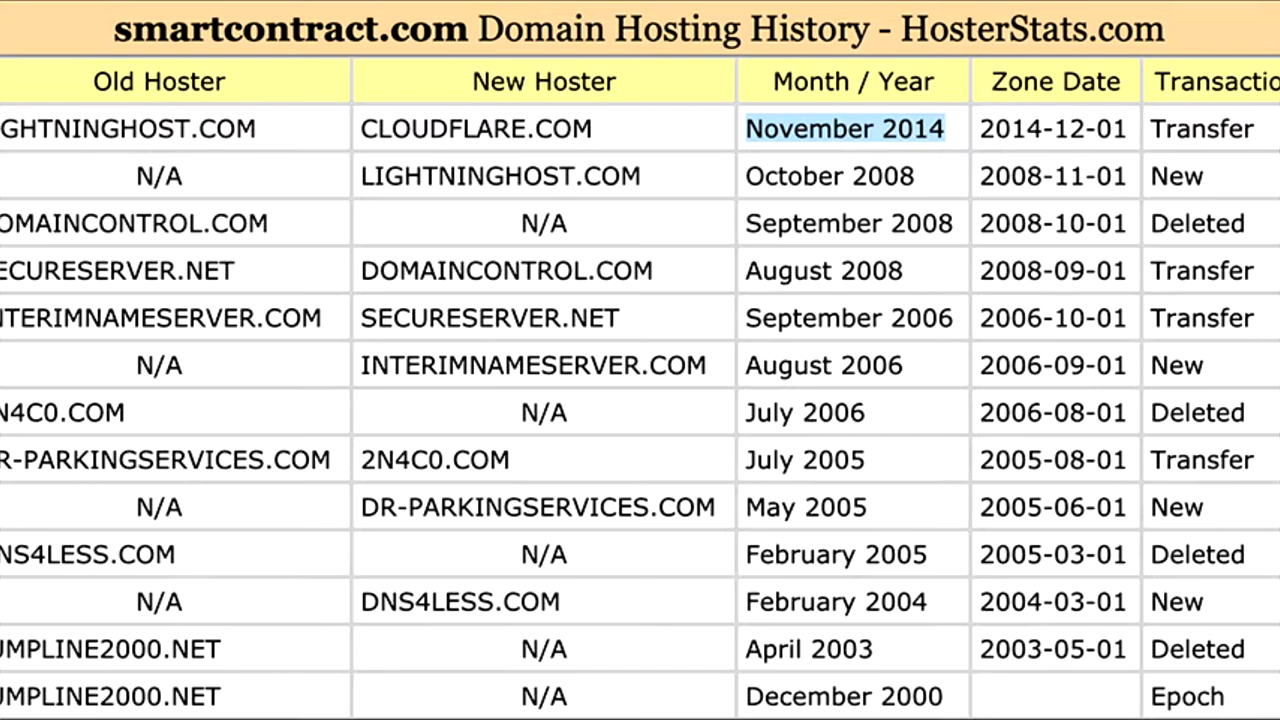 smartcontract.com Domain Hosting History - HosterStats.com
Old Hoster New Hoster Month / Year Zone Date Transactio
GHTNINGHOST.COM CLOUDFLARE.COM November 2014 2014-12-01 Transfer
N/A LIGHTNINGHOST.COM October 2008 2008-11-01 New
OMAINCONTROL.COM N/A September 2008 2008-10-01 Deleted
ECURESERVER.NET DOMAINCONTROL.COM August 2008 2008-09-01 Transfer
NTERIMNAMESERVER.COM SECURESERVER.NET September 2006 2006-10-01 Transfer
N/A INTERIMNAMESERVER.COM August 2006 2006-09-01 New
N4C0.COM N/A July 2006 2006-08-01 Deleted
R-PARKINGSERVICES.COM 2N4C0.COM July 2005 2005-08-01 Transfer
N/A DR-PARKINGSERVICES.COM May 2005 2005-06-01 New
NS4LESS.COM N/A February 2005 2005-03-01 Deleted
N/A DNS4LESS.COM February 2004 2004-03-01 New
UMPLINE2000.NET N/A April 2003 2003-05-01 Deleted
UMPLINE2000.NET N/A December 2000 Epoch